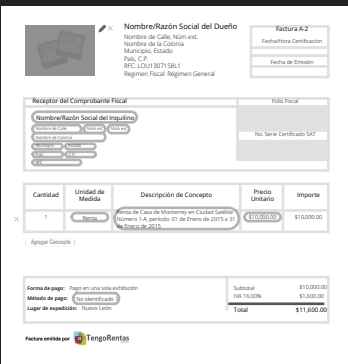 Nombre/Razón Social del Dueño
Nombre de Calle, Núm ext.
Nombre de la Colonia
Municipio, Estado
País, C.P.
RFC: LOU1307158L1
Regimen Fiscal: Régimen General
Factura A-2
Fecha/Hora Certificación
Fecha de Emisión
Receptor del Comprobante Fiscal
Folio Fiscal
Nombre/Razón Social del Inquilino
Nombre de Calle Núm ext Núm ext
Nombre de Colonia
Municipio Estado
País C.P.
RFC
No. Serie Certificado SAT
Cantidad Unidad de Medida Descripción de Concepto Precio Unitario Importe
1 Renta Renta de Casa de Monterrey en Ciudad Satélite $10,000.00 $10,000.00
Número 1-A, periodo: 01 de Enero de 2015 a 31
de Enero de 2015
Agregar Concepto
Forma de pago: Pago en una sola exhibición
Método de pago: No identificado
Lugar de expedición: Nuevo León
Subtotal $10,000.00
IVA 16.00% $1,600.00
Total $11,600.00
Factura emitida por TengoRentas